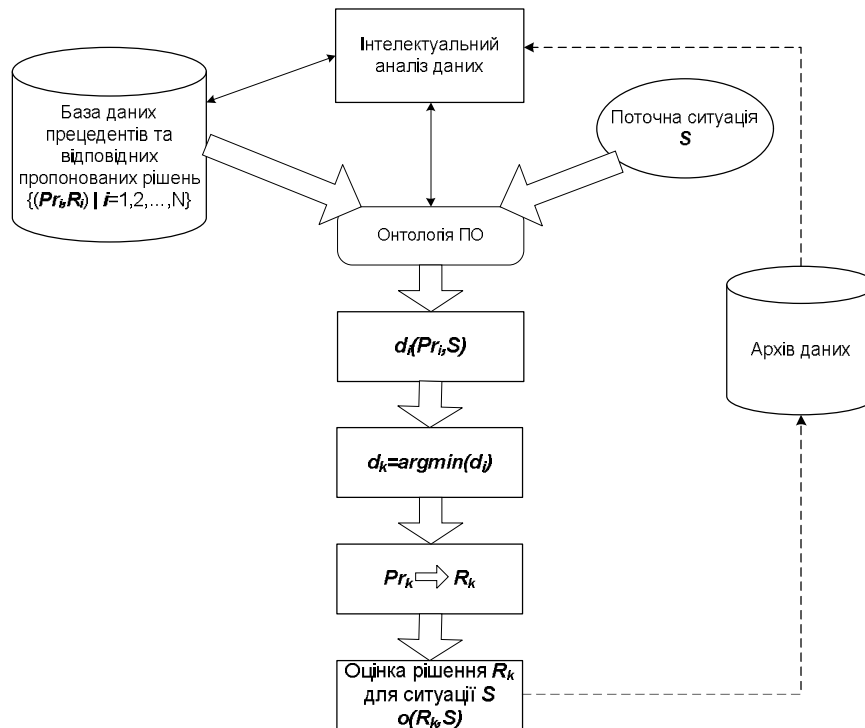 Інтелектуальний
аналіз даних
База даних
прецедентів та
відповідних
пропонованих рішень
{(Prᵢ,Rᵢ) | i=1,2,...,N}
Поточна ситуація
S
Онтологія ПО
dᵢ(Prᵢ,S)
Архів даних
dₖ=argmin(dᵢ)
Prₖ ⇨ Rₖ
Оцінка рішення Rₖ
для ситуації S
o(Rₖ,S)